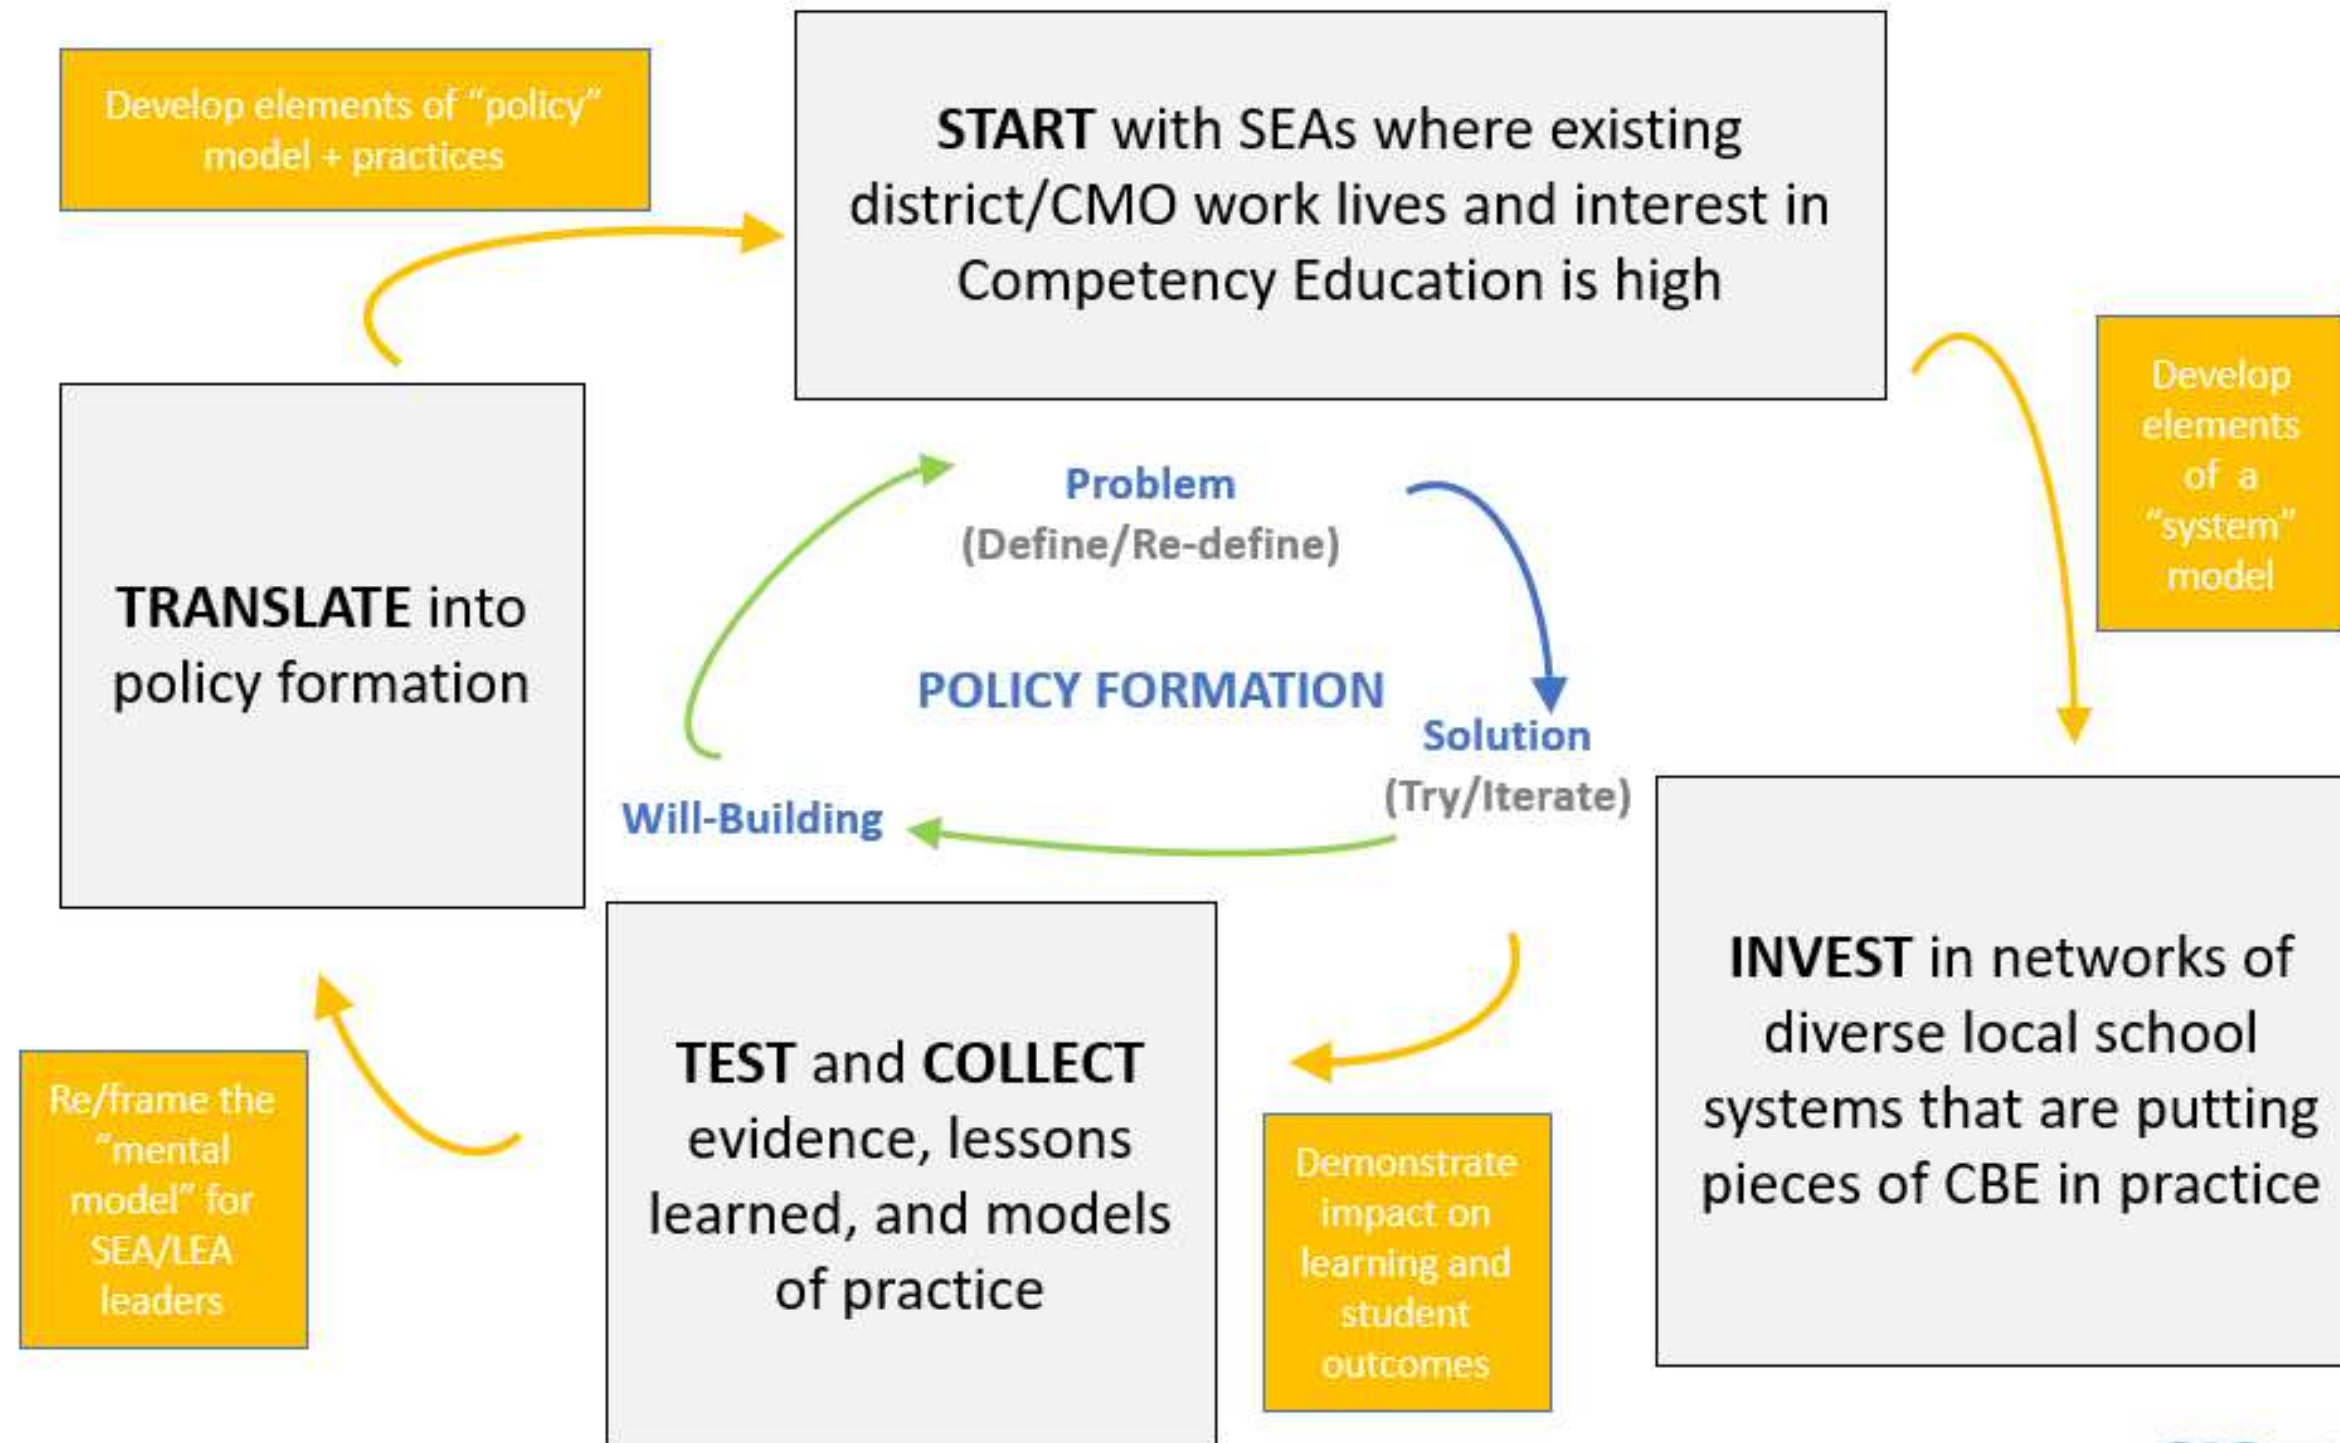 Develop elements of “policy”
model + practices
START with SEAs where existing
district/CMO work lives and interest in
Competency Education is high
Develop
elements
of a
“system”
model
TRANSLATE into
policy formation
Problem
(Define/Re-define)
POLICY FORMATION
Solution
(Try/Iterate)
Will-Building
INVEST in networks of
diverse local school
systems that are putting
pieces of CBE in practice
TEST and COLLECT
evidence, lessons
learned, and models
of practice
Demonstrate
impact on
learning and
student
outcomes
Re/frame the
“mental
model” for
SEA/LEA
leaders